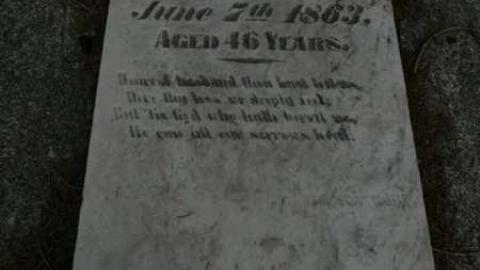 June 7th 1863.
AGED 46 YEARS.
Dearest husband thou hast left us,
Here thy loss we deeply feel;
But 'tis God who hath bereft us,
He can all our sorrows heal.